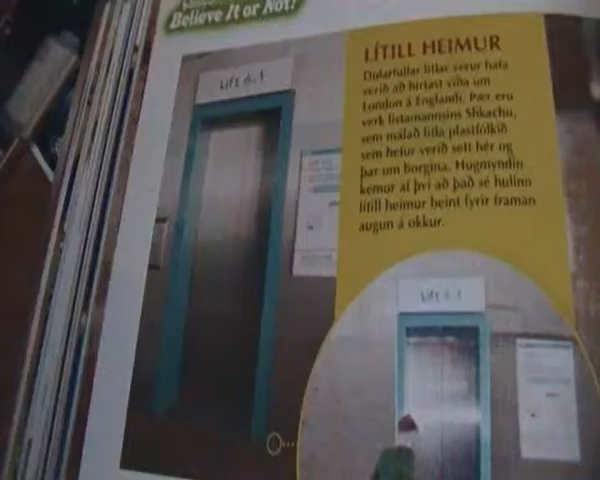 Believe It or Not!
LÍTILL HEIMUR
Dularfullar litlar verur hafa
verið að birtast víða um
London á Englandi. Þær eru
verk listamannsins Slikachu,
sem málað litla plastfólkið
sem hefur verið sett hér og
þar um borgina. Hugmyndin
kemur af því að það sé hulinn
lítill heimur beint fyrir framan
augun á okkur.
Lift 1
Lift 1